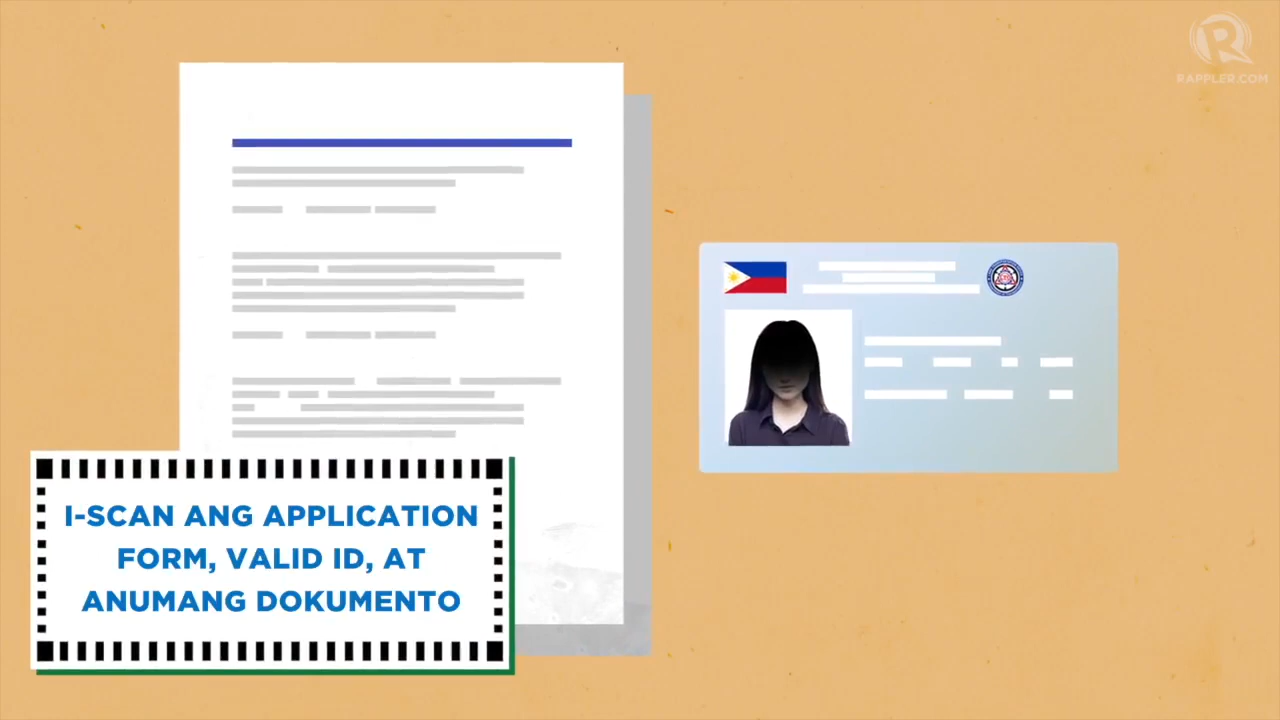 RAPPLER.COM
I-SCAN ANG APPLICATION
FORM, VALID ID, AT
ANUMANG DOKUMENTO